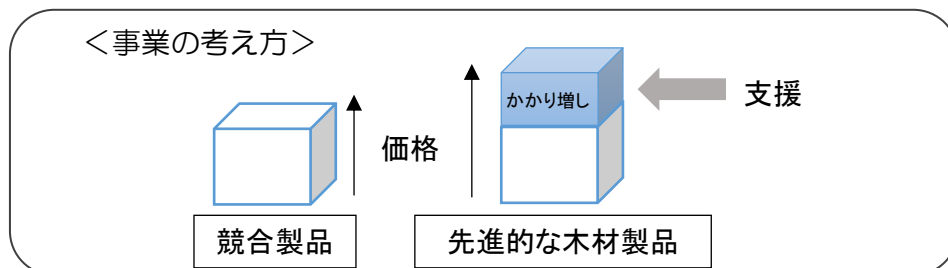 ＜事業の考え方＞
かかり増し
支援
価格
競合製品
先進的な木材製品